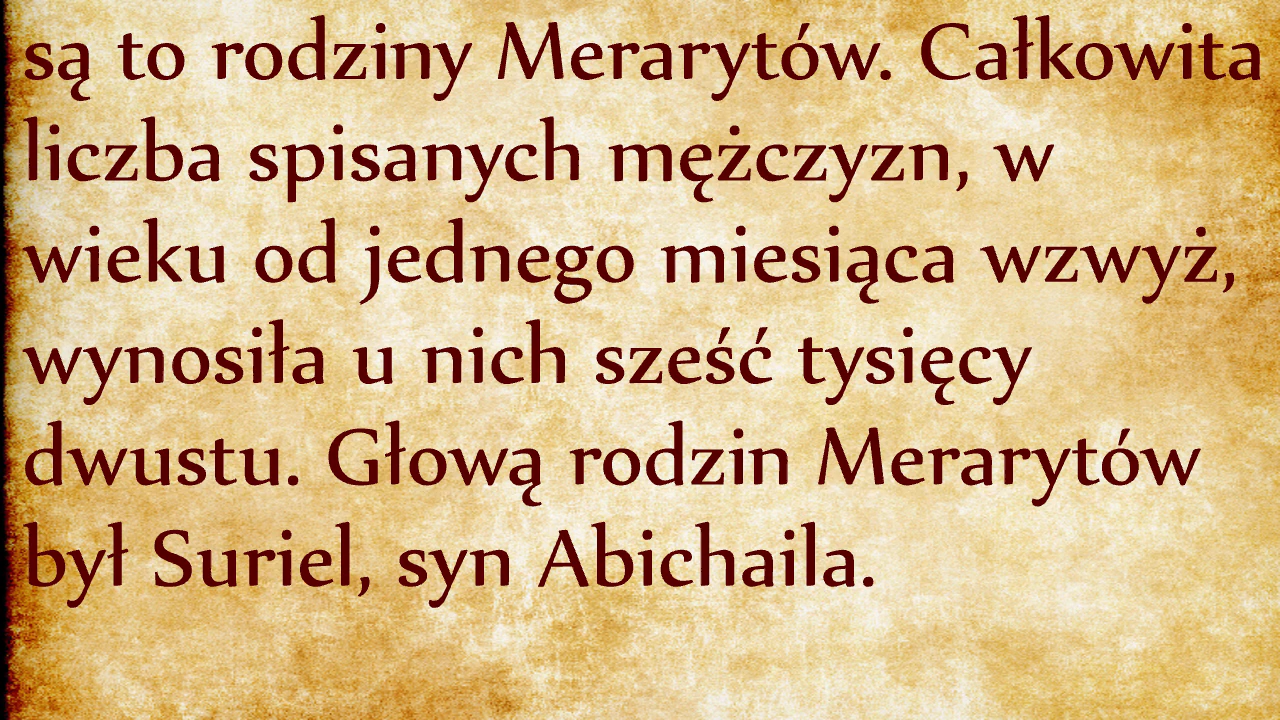 są to rodziny Merarytów. Całkowita
liczba spisanych mężczyzn, w
wieku od jednego miesiąca wzwyż,
wynosiła u nich sześć tysięcy
dwustu. Głową rodzin Merarytów
był Suriel, syn Abichaila.